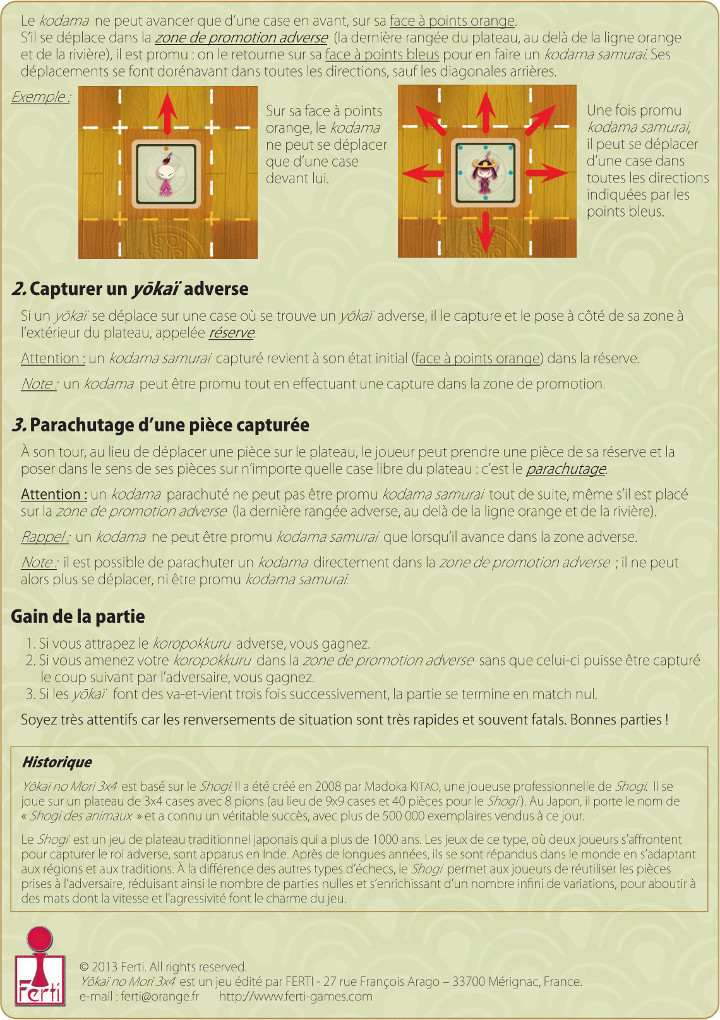 Le kodama ne peut avancer que d'une case en avant, sur sa face à points orange.
S'il se déplace dans la zone de promotion adverse (la dernière rangée du plateau, au delà de la ligne orange
et de la rivière), il est promu : on le retourne sur sa face à points bleus pour en faire un kodama samurai. Ses
déplacements se font dorénavant dans toutes les directions, sauf les diagonales arrières.
Exemple :
Sur sa face à points
orange, le kodama
ne peut se déplacer
que d'une case
devant lui.
Une fois promu
kodama samurai,
il peut se déplacer
d'une case dans
toutes les directions
indiquées par les
points bleus.
2. Capturer un yōkaï adverse
Si un yōkaï se déplace sur une case où se trouve un yōkaï adverse, il le capture et le pose à côté de sa zone à
l'extérieur du plateau, appelée réserve.
Attention : un kodama samurai capturé revient à son état initial (face à points orange) dans la réserve.
Note : un kodama peut être promu tout en effectuant une capture dans la zone de promotion.
3. Parachutage d'une pièce capturée
À son tour, au lieu de déplacer une pièce sur le plateau, le joueur peut prendre une pièce de sa réserve et la
poser dans le sens de ses pièces sur n'importe quelle case libre du plateau : c'est le parachutage.
Attention : un kodama parachuté ne peut pas être promu kodama samurai tout de suite, même s'il est placé
sur la zone de promotion adverse (la dernière rangée adverse, au delà de la ligne orange et de la rivière).
Rappel : un kodama ne peut être promu kodama samurai que lorsqu'il avance dans la zone adverse.
Note : il est possible de parachuter un kodama directement dans la zone de promotion adverse ; il ne peut
alors plus se déplacer, ni être promu kodama samurai.
Gain de la partie
1. Si vous attrapez le koropokkuru adverse, vous gagnez.
2. Si vous amenez votre koropokkuru dans la zone de promotion adverse sans que celui-ci puisse être capturé
le coup suivant par l'adversaire, vous gagnez.
3. Si les yōkaï font des va-et-vient trois fois successivement, la partie se termine en match nul.
Soyez très attentifs car les renversements de situation sont très rapides et souvent fatals. Bonnes parties !
Historique
Yōkaï no Mori 3x4 est basé sur le Shogi. Il a été créé en 2008 par Madoka KITAO, une joueuse professionnelle de Shogi. Il se
joue sur un plateau de 3x4 cases avec 8 pions (au lieu de 9x9 cases et 40 pièces pour le Shogi ). Au Japon, il porte le nom de
« Shogi des animaux » et a connu un véritable succès, avec plus de 500 000 exemplaires vendus à ce jour.
Le Shogi est un jeu de plateau traditionnel japonais qui a plus de 1000 ans. Les jeux de ce type, où deux joueurs s'affrontent
pour capturer le roi adverse, sont apparus en Inde. Après de longues années, ils se sont répandus dans le monde en s'adaptant
aux régions et aux traditions. À la différence des autres types d'échecs, le Shogi permet aux joueurs de réutiliser les pièces
prises à l'adversaire, réduisant ainsi le nombre de parties nulles et s'enrichissant d'un nombre infini de variations, pour aboutir à
des mats dont la vitesse et l'agressivité font le charme du jeu.
Ferti
© 2013 Ferti. All rights reserved.
Yōkaï no Mori 3x4 est un jeu édité par FERTI - 27 rue François Arago – 33700 Mérignac, France.
e-mail : ferti@orange.fr http://www.ferti-games.com